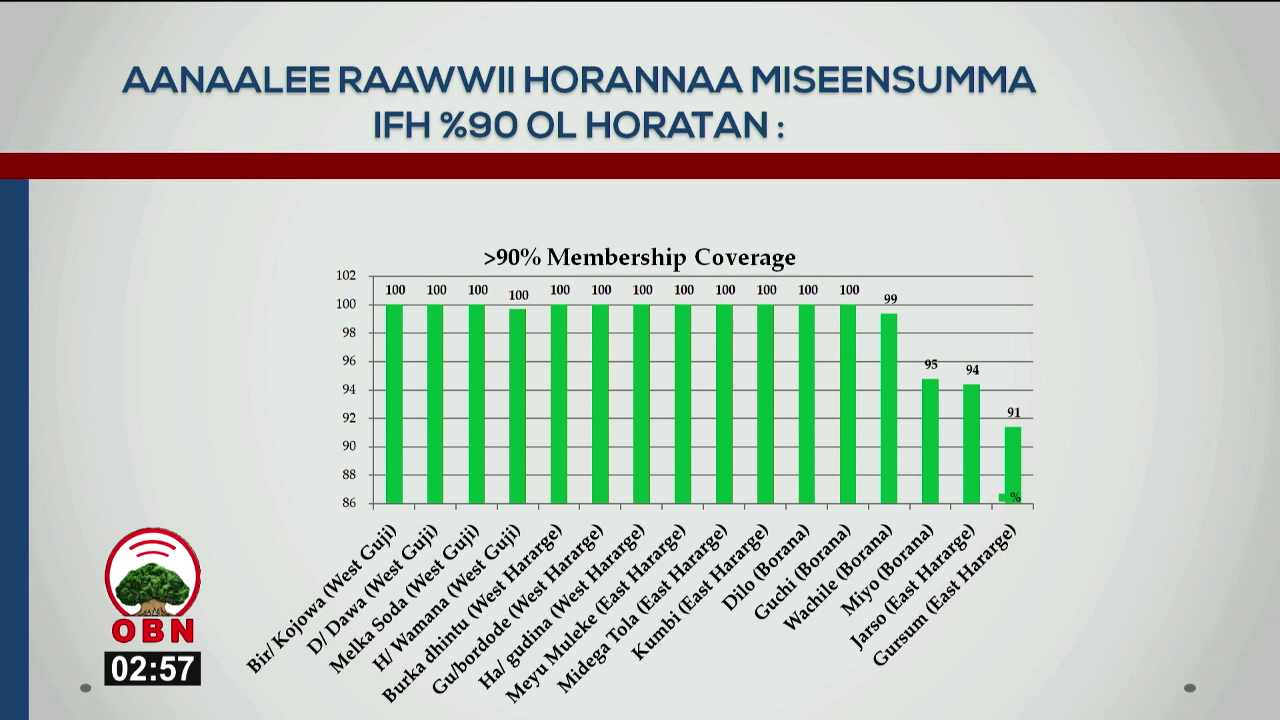 AANAALEE RAAWWII HORANNAA MISEENSUMMA
IFH %90 OL HORATAN :
>90% Membership Coverage
102
100
98
96
94
92
90
88
86
100 100 100 100 100 100 100 100 100 100 100 100 99 95 94 91
%
Bir/ Kojowa (West Guji)
D/ Dawa (West Guji)
Melka Soda (West Guji)
H/ Wamana (West Guji)
Burka dhintu (West Hararge)
Gu/bordode (West Hararge)
Ha/ gudina (West Hararge)
Meyu Muleke (East Hararge)
Midega Tola (East Hararge)
Kumbi (East Hararge)
Dilo (Borana)
Guchi (Borana)
Wachile (Borana)
Miyo (Borana)
Jarso (East Hararge)
Gursum (East Hararge)
OBN
02:57